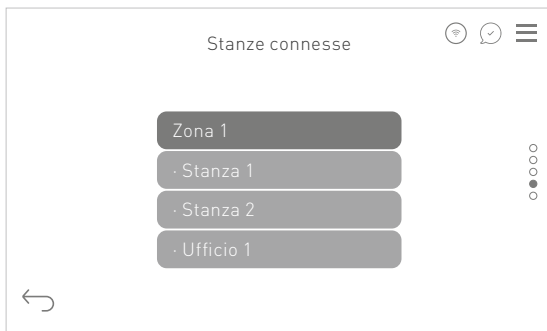 Stanze connesse
Zona 1
· Stanza 1
· Stanza 2
· Ufficio 1